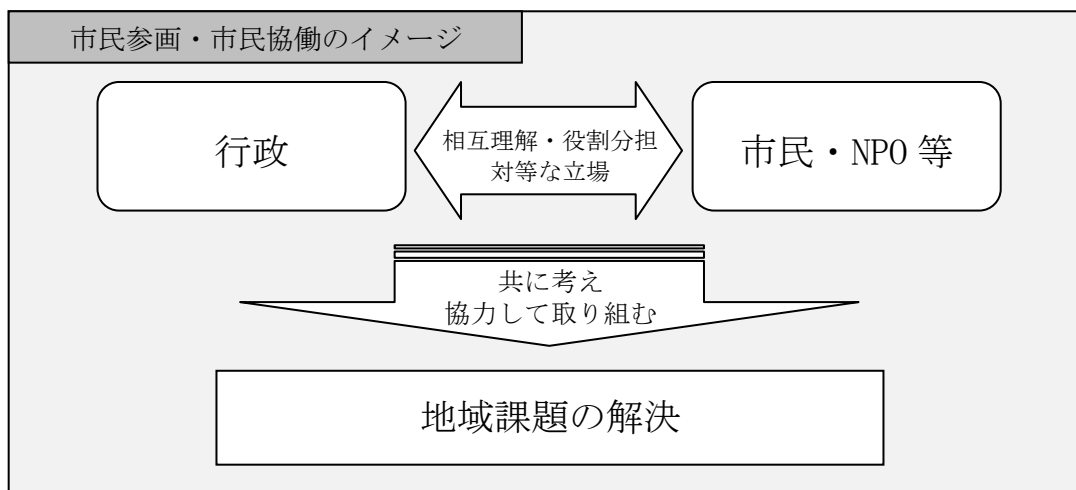 市民参画・市民協働のイメージ
行政
相互理解・役割分担
対等な立場
市民・NPO 等
共に考え
協力して取り組む
地域課題の解決